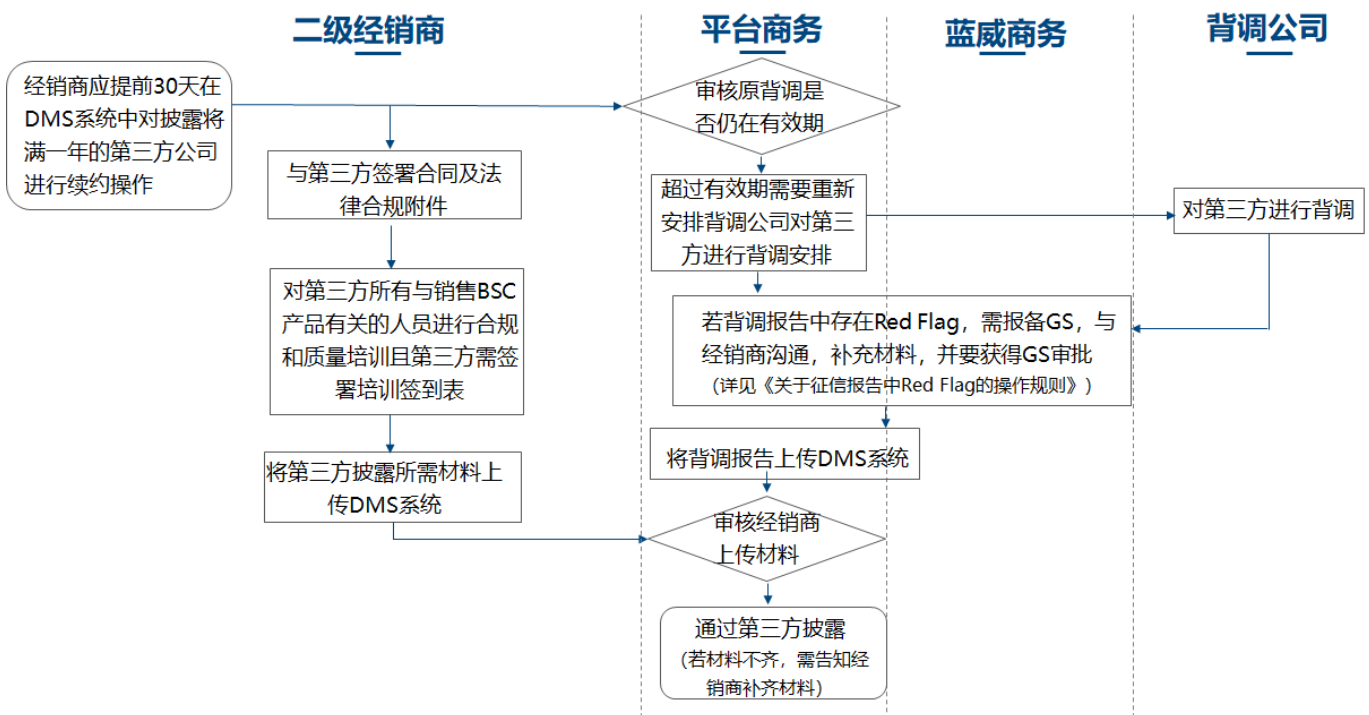 二级经销商
平台商务
蓝威商务
背调公司
经销商应提前30天在
DMS系统中对披露将
满一年的第三方公司
进行续约操作
审核原背调是
否仍在有效期
与第三方签署合同及法
律合规附件
超过有效期需要重新
安排背调公司对第三
方进行背调安排
对第三方进行背调
对第三方所有与销售BSC
产品有关的人员进行合规
和质量培训且第三方需签
署培训签到表
若背调报告中存在Red Flag，需报备GS，与
经销商沟通，补充材料，并要获得GS审批
（详见《关于征信报告中Red Flag的操作规则》）
将背调报告上传DMS系统
将第三方披露所需材料上
传DMS系统
审核经销商
上传材料
通过第三方披露
（若材料不齐，需告知经
销商补齐材料）